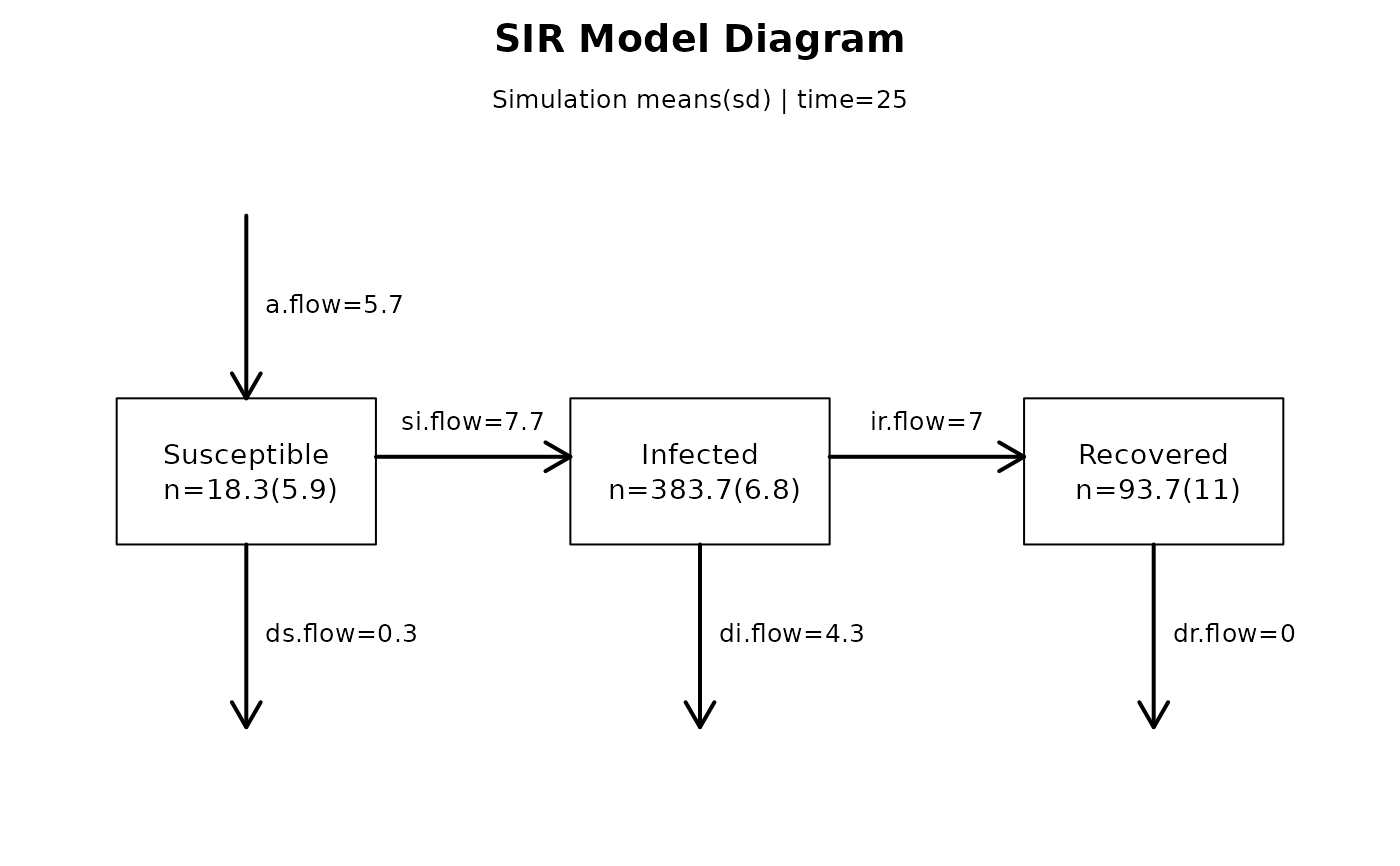 SIR Model Diagram
Simulation means(sd) | time=25
a.flow=5.7
si.flow=7.7
ir.flow=7
Susceptible
n=18.3(5.9)
Infected
n=383.7(6.8)
Recovered
n=93.7(11)
ds.flow=0.3
di.flow=4.3
dr.flow=0